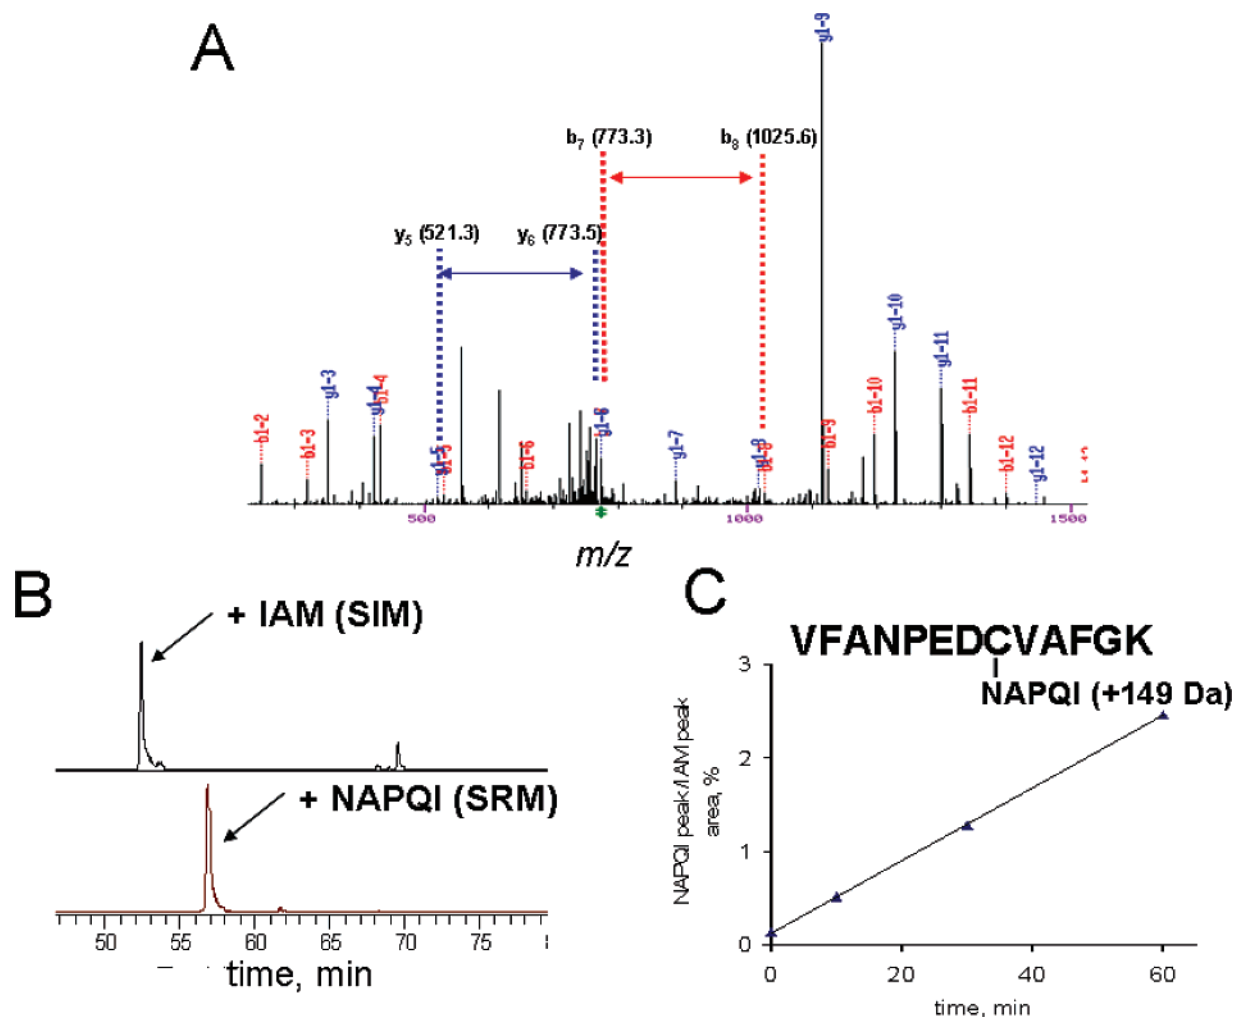 A
y1-9
b₇ (773.3)
b₈ (1025.6)
y₅ (521.3)
y₆ (773.5)
b1-2
b1-3
y1-3
y1-4
b1-4
y1-5
b1-5
b1-6
y1-6
y1-7
y1-8
b1-8
b1-9
b1-10
y1-10
y1-11
b1-11
b1-12
y1-12
500
1000
1500
m/z
B
+ IAM (SIM)
+ NAPQI (SRM)
50 55 60 65 70 75
time, min
C
VFANPEDCVAFGK
NAPQI (+149 Da)
NAPQI peak/IAM peak
area, %
3
2
1
0
0 20 40 60
time, min